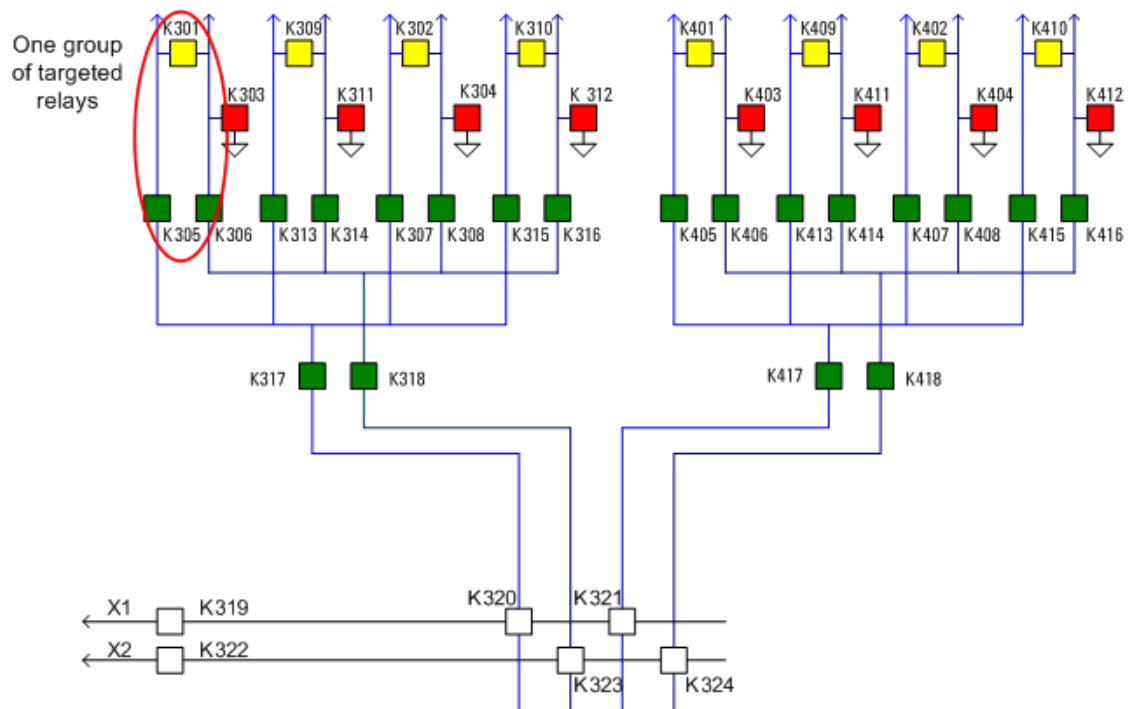 K301 K309 K302 K310 K401 K409 K402 K410
One group
of targeted
relays
K303 K311 K304 K 312 K403 K411 K404 K412
K305 K306 K313 K314 K307 K308 K315 K316 K405 K406 K413 K414 K407 K408 K415 K416
K317 K318 K417 K418
X1 K319 K320 K321
X2 K322 K323 K324